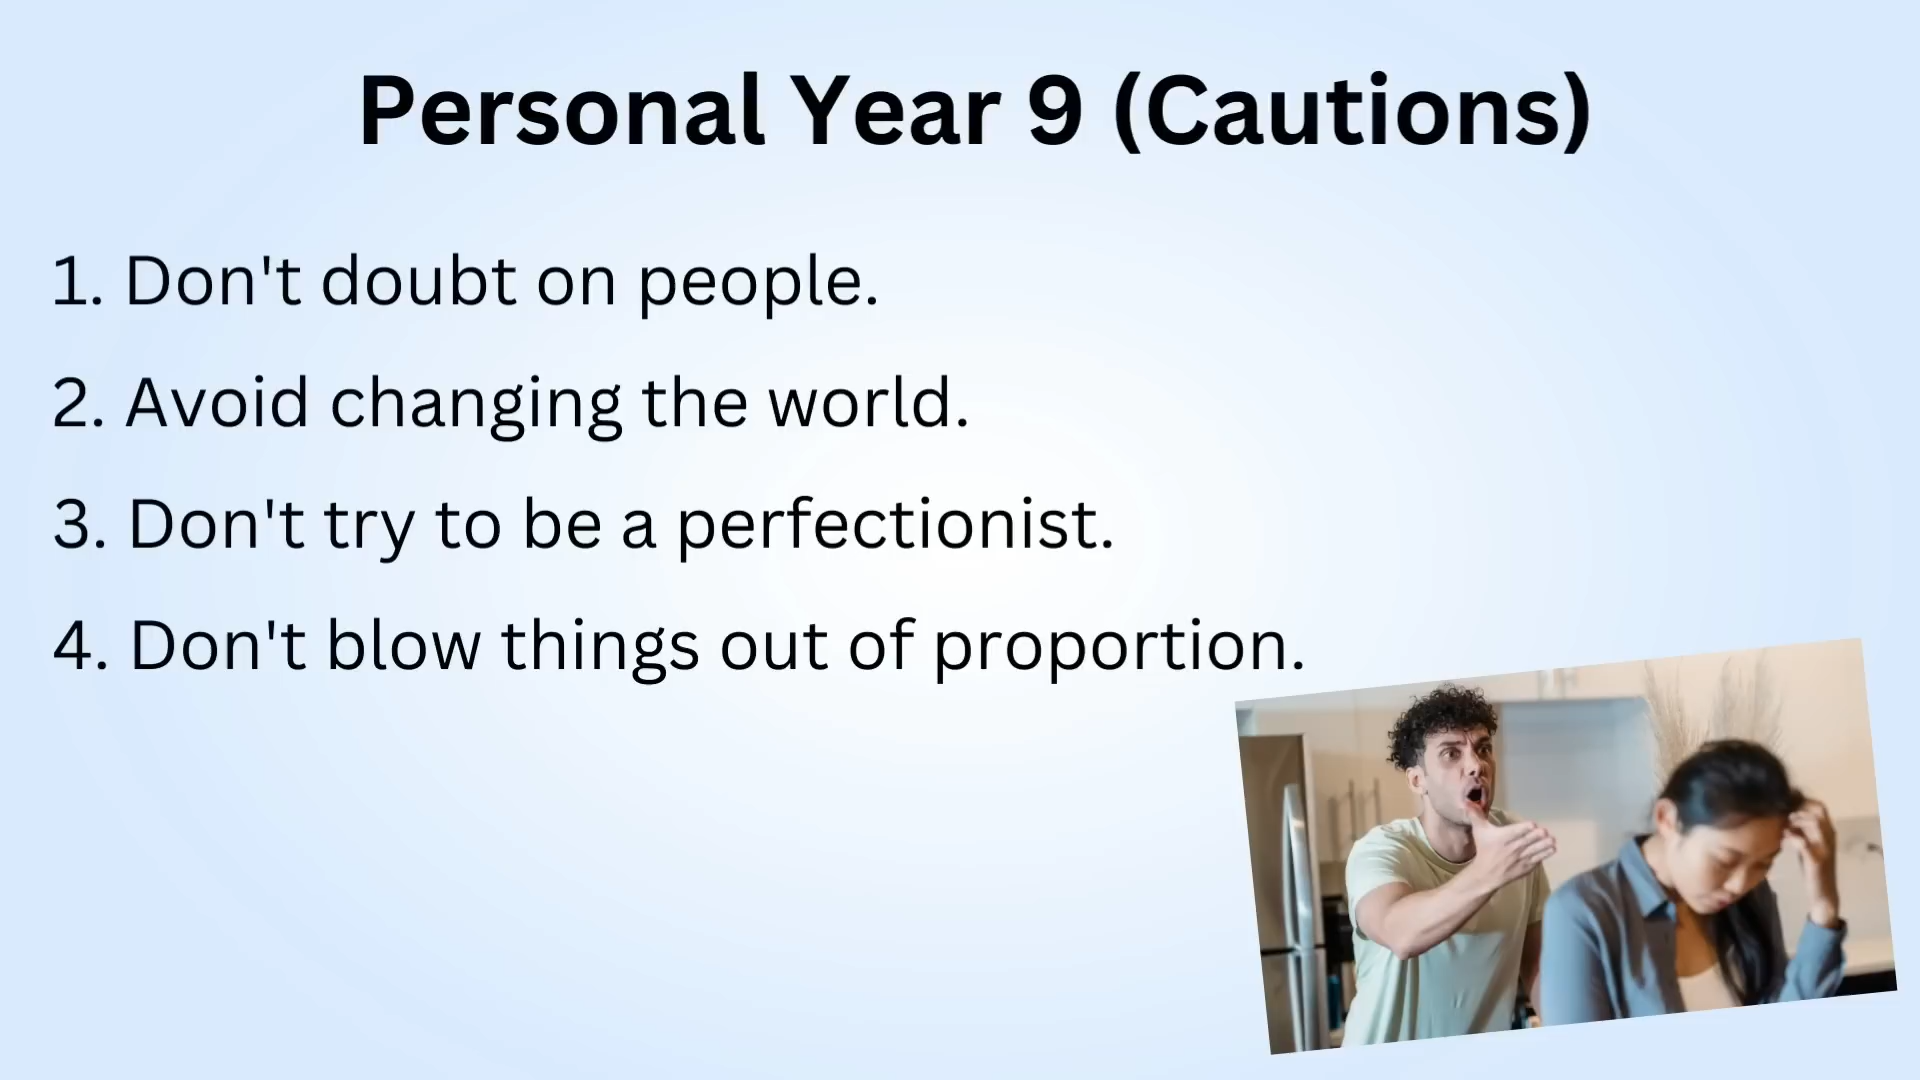 Personal Year 9 (Cautions)
1. Don't doubt on people.
2. Avoid changing the world.
3. Don't try to be a perfectionist.
4. Don't blow things out of proportion.